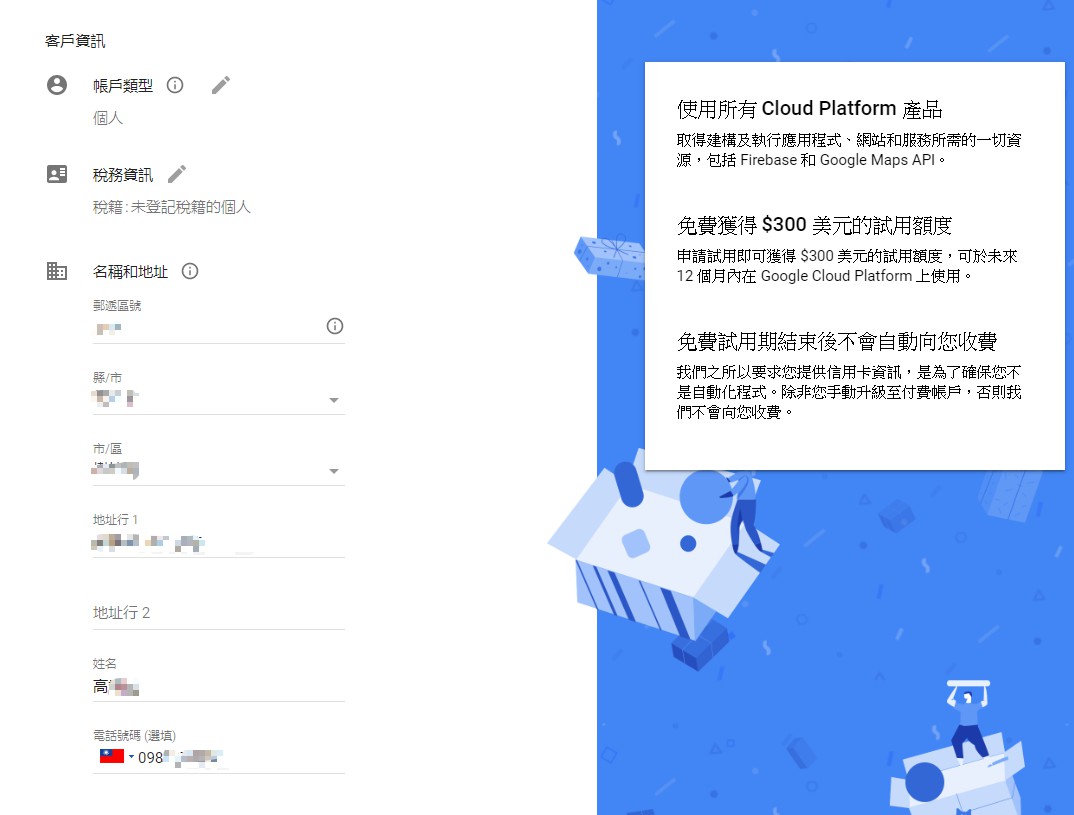 客戶資訊
帳戶類型
個人
稅務資訊
稅籍:未登記稅籍的個人
名稱和地址
郵遞區號
縣/市
市/區
地址行 1
地址行 2
姓名
高
電話號碼 (選填)
098
使用所有 Cloud Platform 產品
取得建構及執行應用程式、網站和服務所需的一切資
源，包括 Firebase 和 Google Maps API。
免費獲得 $300 美元的試用額度
申請試用即可獲得 $300 美元的試用額度，可於未來
12 個月內在 Google Cloud Platform 上使用。
免費試用期結束後不會自動向您收費
我們之所以要求您提供信用卡資訊，是為了確保您不
是自動化程式。除非您手動升級至付費帳戶，否則我
們不會向您收費。